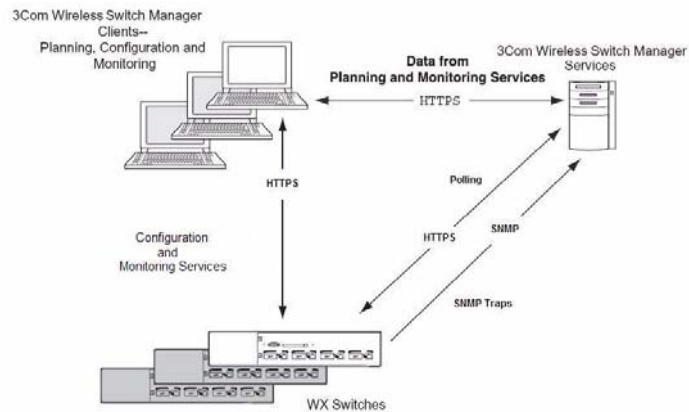 3Com Wireless Switch Manager
Clients--
Planning, Configuration and
Monitoring
Data from
Planning and Monitoring Services
HTTPS
3Com Wireless Switch Manager
Services
HTTPS
Polling
HTTPS
SNMP
Configuration
and
Monitoring Services
SNMP Traps
WX Switches